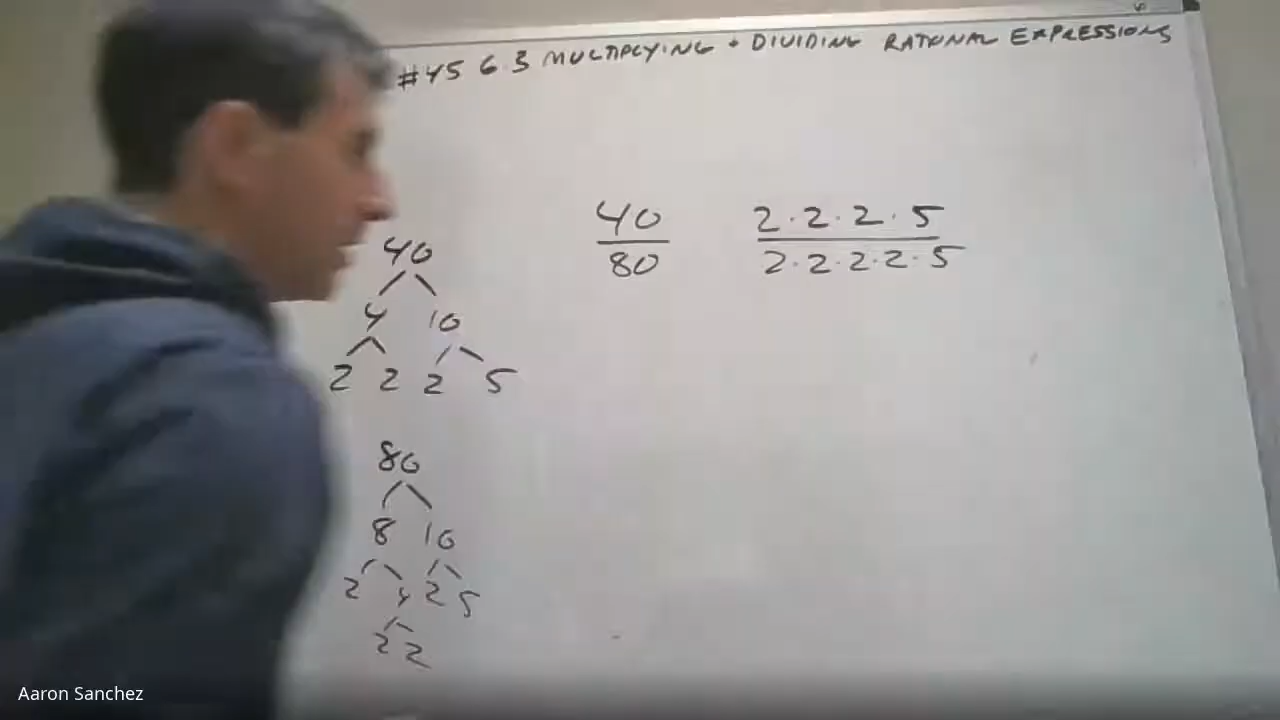 #45 6.3 MULTIPLYING + DIVIDING RATIONAL EXPRESSIONS
40
4 10
2 2 2 5
80
8 10
2 4 2 5
2 2
40 2·2·2·5
80 2·2·2·2·5
Aaron Sanchez